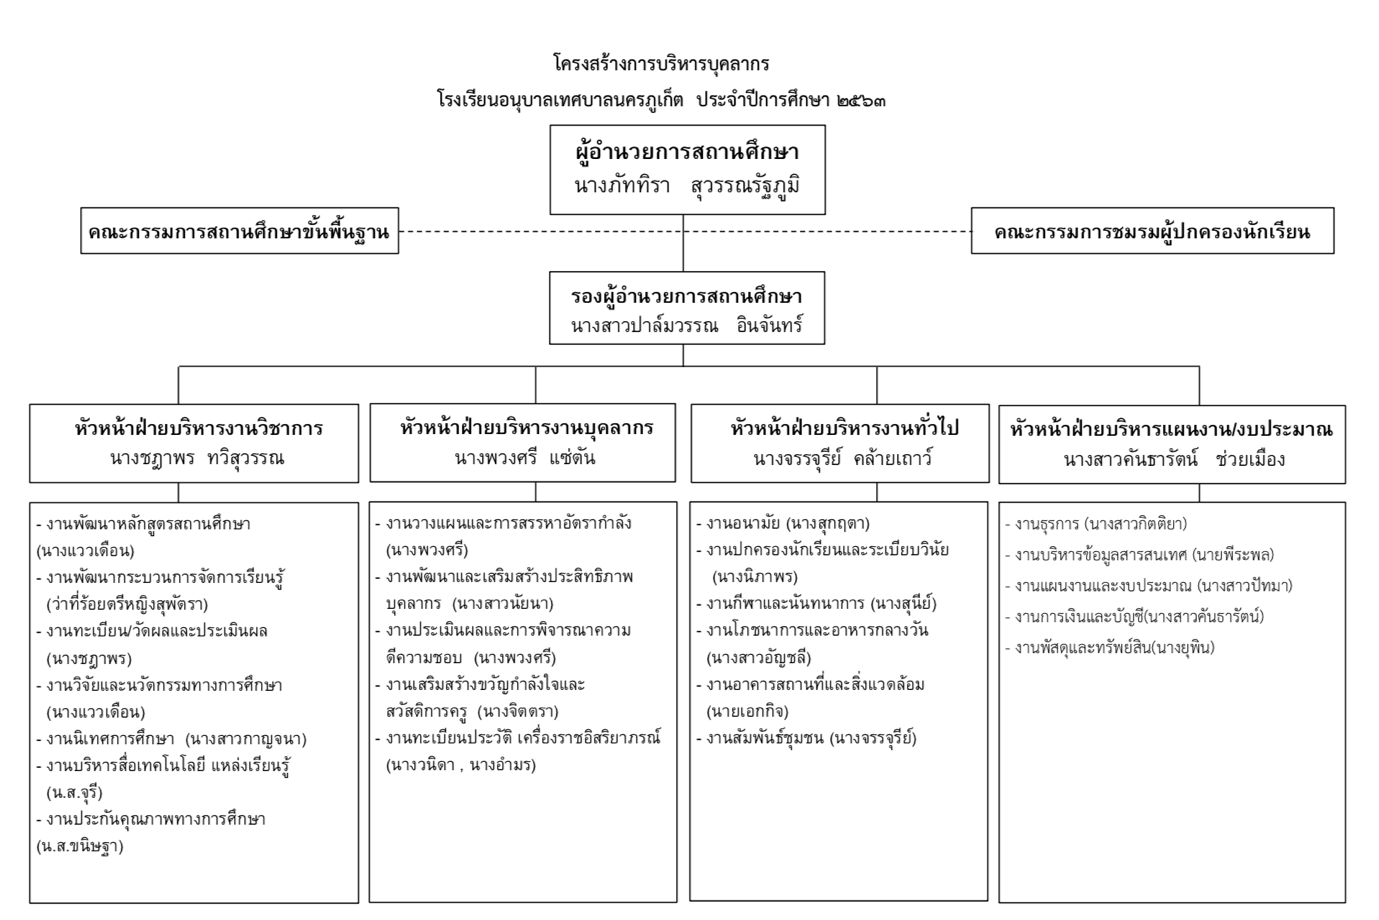 โครงสร้างการบริหารบุคลากร
โรงเรียนอนุบาลเทศบาลนครภูเก็ต ประจำปีการศึกษา ๒๕๖๓
ผู้อำนวยการสถานศึกษา
นางภัททิรา สุวรรณรัฐภูมิ
คณะกรรมการสถานศึกษาขั้นพื้นฐาน
คณะกรรมการชมรมผู้ปกครองนักเรียน
รองผู้อำนวยการสถานศึกษา
นางสาวปาล์มวรรณ อินจันทร์
หัวหน้าฝ่ายบริหารงานวิชาการ
นางชฎาพร ทวิสุวรรณ
- งานพัฒนาหลักสูตรสถานศึกษา
(นางแววเดือน)
- งานพัฒนากระบวนการจัดการเรียนรู้
(ว่าที่ร้อยตรีหญิงสุพัตรา)
- งานทะเบียน/วัดผลและประเมินผล
(นางชฎาพร)
- งานวิจัยและนวัตกรรมทางการศึกษา
(นางแววเดือน)
- งานนิเทศการศึกษา (นางสาวกาญจนา)
- งานบริหารสื่อเทคโนโลยี แหล่งเรียนรู้
(น.ส.จุรี)
- งานประกันคุณภาพทางการศึกษา
(น.ส.ขนิษฐา)
หัวหน้าฝ่ายบริหารงานบุคลากร
นางพวงศรี แซ่ตัน
- งานวางแผนและการสรรหาอัตรากำลัง
(นางพวงศรี)
- งานพัฒนาและเสริมสร้างประสิทธิภาพ
บุคลากร (นางสาวนัยนา)
- งานประเมินผลและการพิจารณาความ
ดีความชอบ (นางพวงศรี)
- งานเสริมสร้างขวัญกำลังใจและ
สวัสดิการครู (นางจิตตรา)
- งานทะเบียนประวัติ เครื่องราชอิสริยาภรณ์
(นางวนิดา , นางอำมร)
หัวหน้าฝ่ายบริหารงานทั่วไป
นางจรรจุรีย์ คล้ายเถาว์
- งานอนามัย (นางสุกฤตา)
- งานปกครองนักเรียนและระเบียบวินัย
(นางนิภาพร)
- งานกีฬาและนันทนาการ (นางสุนีย์)
- งานโภชนาการและอาหารกลางวัน
(นางสาวอัญชลี)
- งานอาคารสถานที่และสิ่งแวดล้อม
(นายเอกกิจ)
- งานสัมพันธ์ชุมชน (นางจรรจุรีย์)
หัวหน้าฝ่ายบริหารแผนงาน/งบประมาณ
นางสาวคันธารัตน์ ช่วยเมือง
- งานธุรการ (นางสาวกิตติยา)
- งานบริหารข้อมูลสารสนเทศ (นายพีระพล)
- งานแผนงานและงบประมาณ (นางสาวปัทมา)
- งานการเงินและบัญชี(นางสาวคันธารัตน์)
- งานพัสดุและทรัพย์สิน(นางยุพิน)